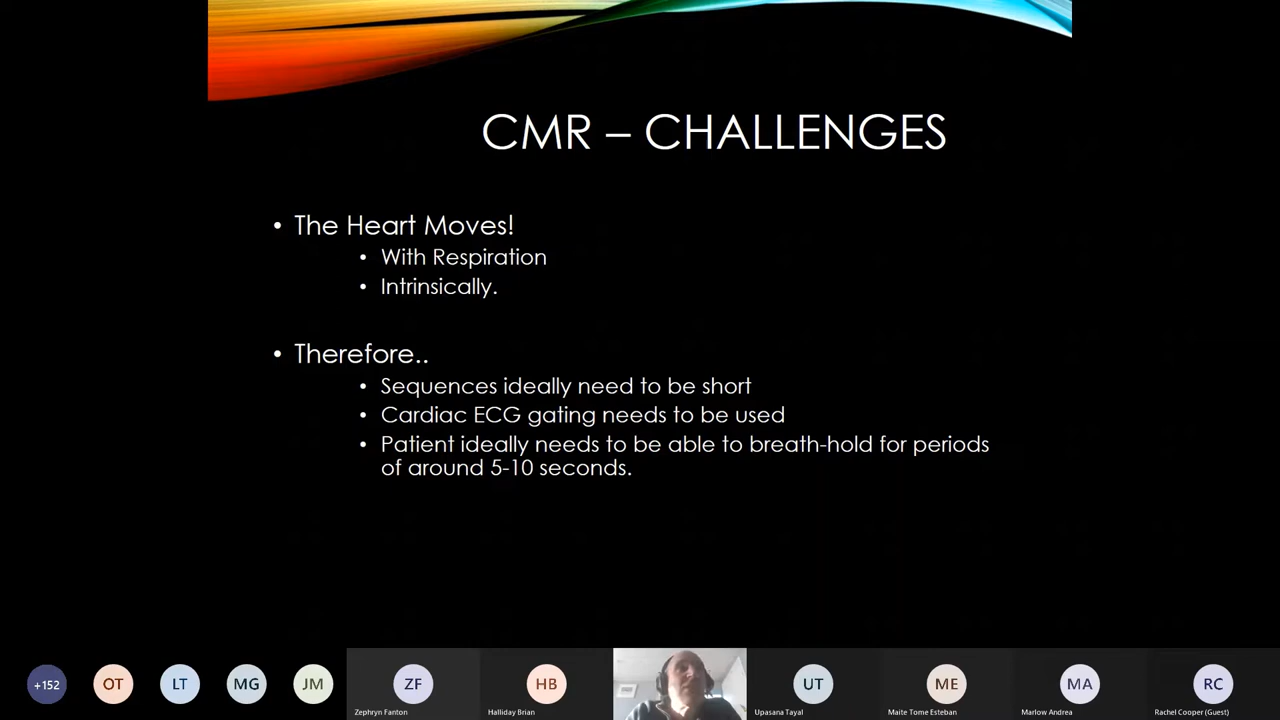 CMR – CHALLENGES
• The Heart Moves!
• With Respiration
• Intrinsically.
• Therefore..
• Sequences ideally need to be short
• Cardiac ECG gating needs to be used
• Patient ideally needs to be able to breath-hold for periods
of around 5-10 seconds.
+152 OT LT MG JM ZF HB UT ME MA RC
Zephryn Fanton Halliday Brian Upasana Tayal Maite Tome Esteban Marlow Andrea Rachel Cooper (Guest)